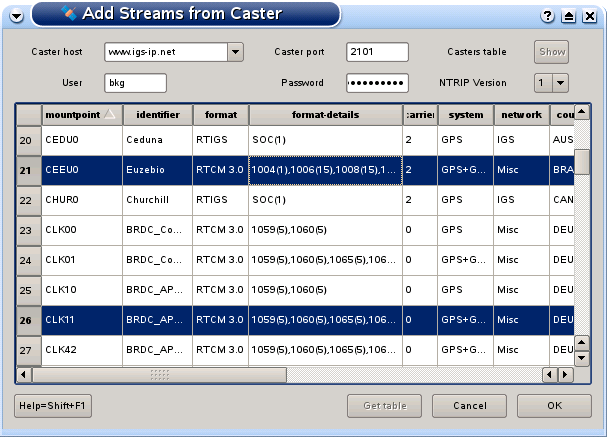 Add Streams from Caster
Caster host www.igs-ip.net Caster port 2101 Casters table Show
User bkg Password ●●●●●●●●● NTRIP Version 1
mountpoint identifier format format-details carrier system network cou
20 CEDU0 Ceduna RTIGS SOC(1) 2 GPS IGS AUS
21 CEEU0 Euzebio RTCM 3.0 1004(1),1006(15),1008(15),1... 2 GPS+G... Misc BRA
22 CHUR0 Churchill RTIGS SOC(1) 2 GPS IGS CAN
23 CLK00 BRDC_Co... RTCM 3.0 1059(5),1060(5) 0 GPS Misc DEU
24 CLK01 BRDC_Co... RTCM 3.0 1059(5),1060(5),1065(5),106... 0 GPS+G... Misc DEU
25 CLK10 BRDC_AP... RTCM 3.0 1059(5),1060(5) 0 GPS Misc DEU
26 CLK11 BRDC_AP... RTCM 3.0 1059(5),1060(5),1065(5),106... 0 GPS+G... Misc DEU
27 CLK42 BRDC_AP... RTCM 3.0 1059(5),1060(5),1065(5),106... 0 GPS+G... Misc DEU
Help=Shift+F1 Get table Cancel OK